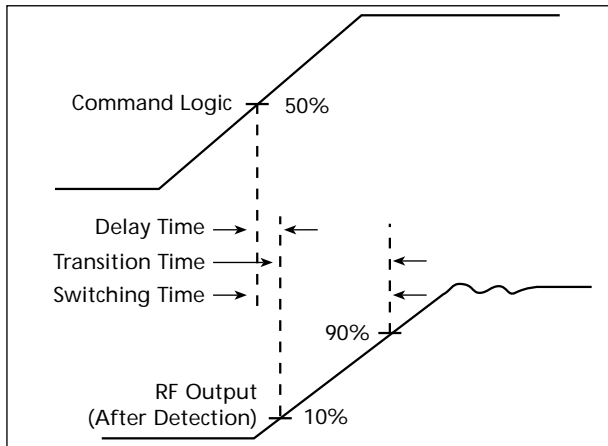 Command Logic
50%
Delay Time
Transition Time
Switching Time
90%
RF Output
(After Detection)
10%